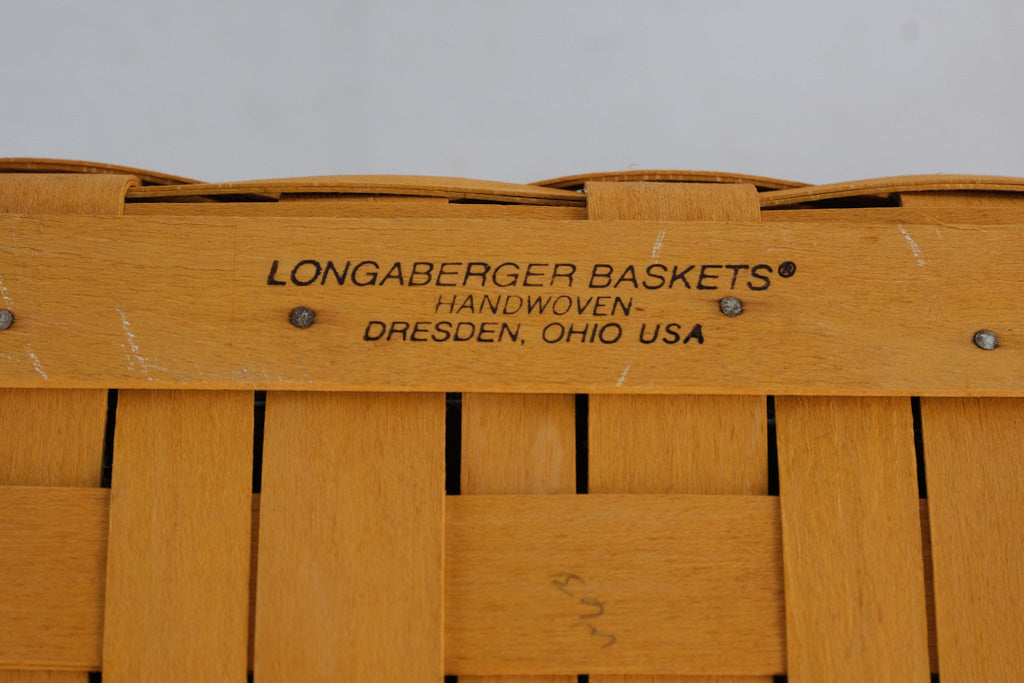 LONGABERGER BASKETS®
HANDWOVEN-
DRESDEN, OHIO USA